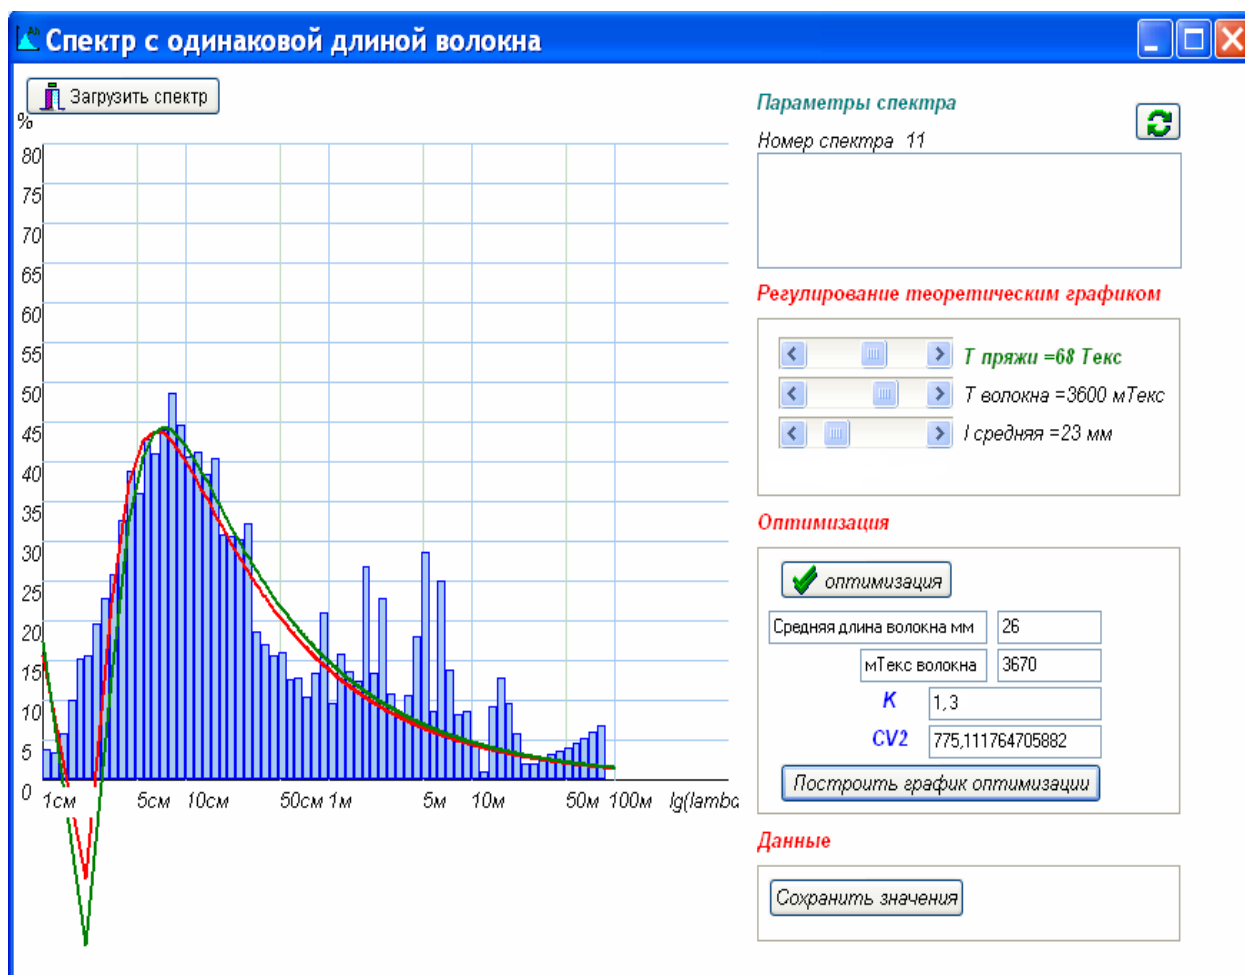 Спектр с одинаковой длиной волокна
Загрузить спектр
%
80
75
70
65
60
55
50
45
40
35
30
25
20
15
10
5
0
1см 5см 10см 50см 1м 5м 10м 50м 100м lg(lambda
Параметры спектра
Номер спектра 11
Регулирование теоретическим графиком
Т пряжи =68 Текс
Т волокна =3600 мТекс
l средняя =23 мм
Оптимизация
оптимизация
Средняя длина волокна мм 26
мТекс волокна 3670
K 1,3
CV2 775,111764705882
Построить график оптимизации
Данные
Сохранить значения